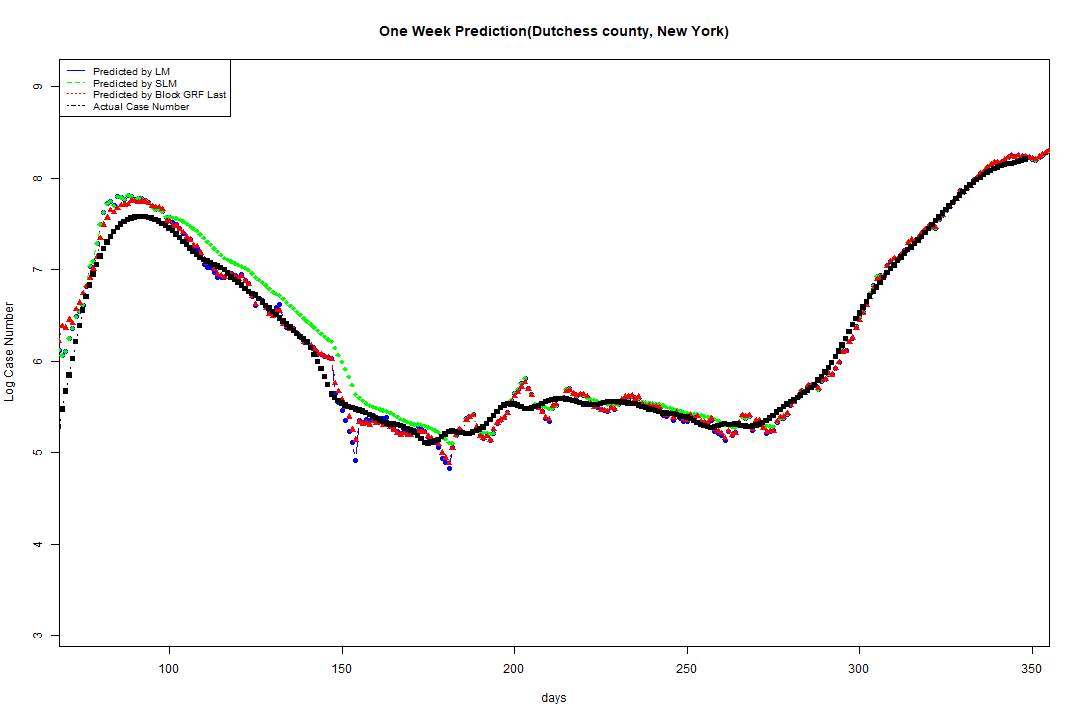 One Week Prediction(Dutchess county, New York)
Predicted by LM
Predicted by SLM
Predicted by Block GRF Last
Actual Case Number
9
8
7
6
5
4
3
Log Case Number
100 150 200 250 300 350
days